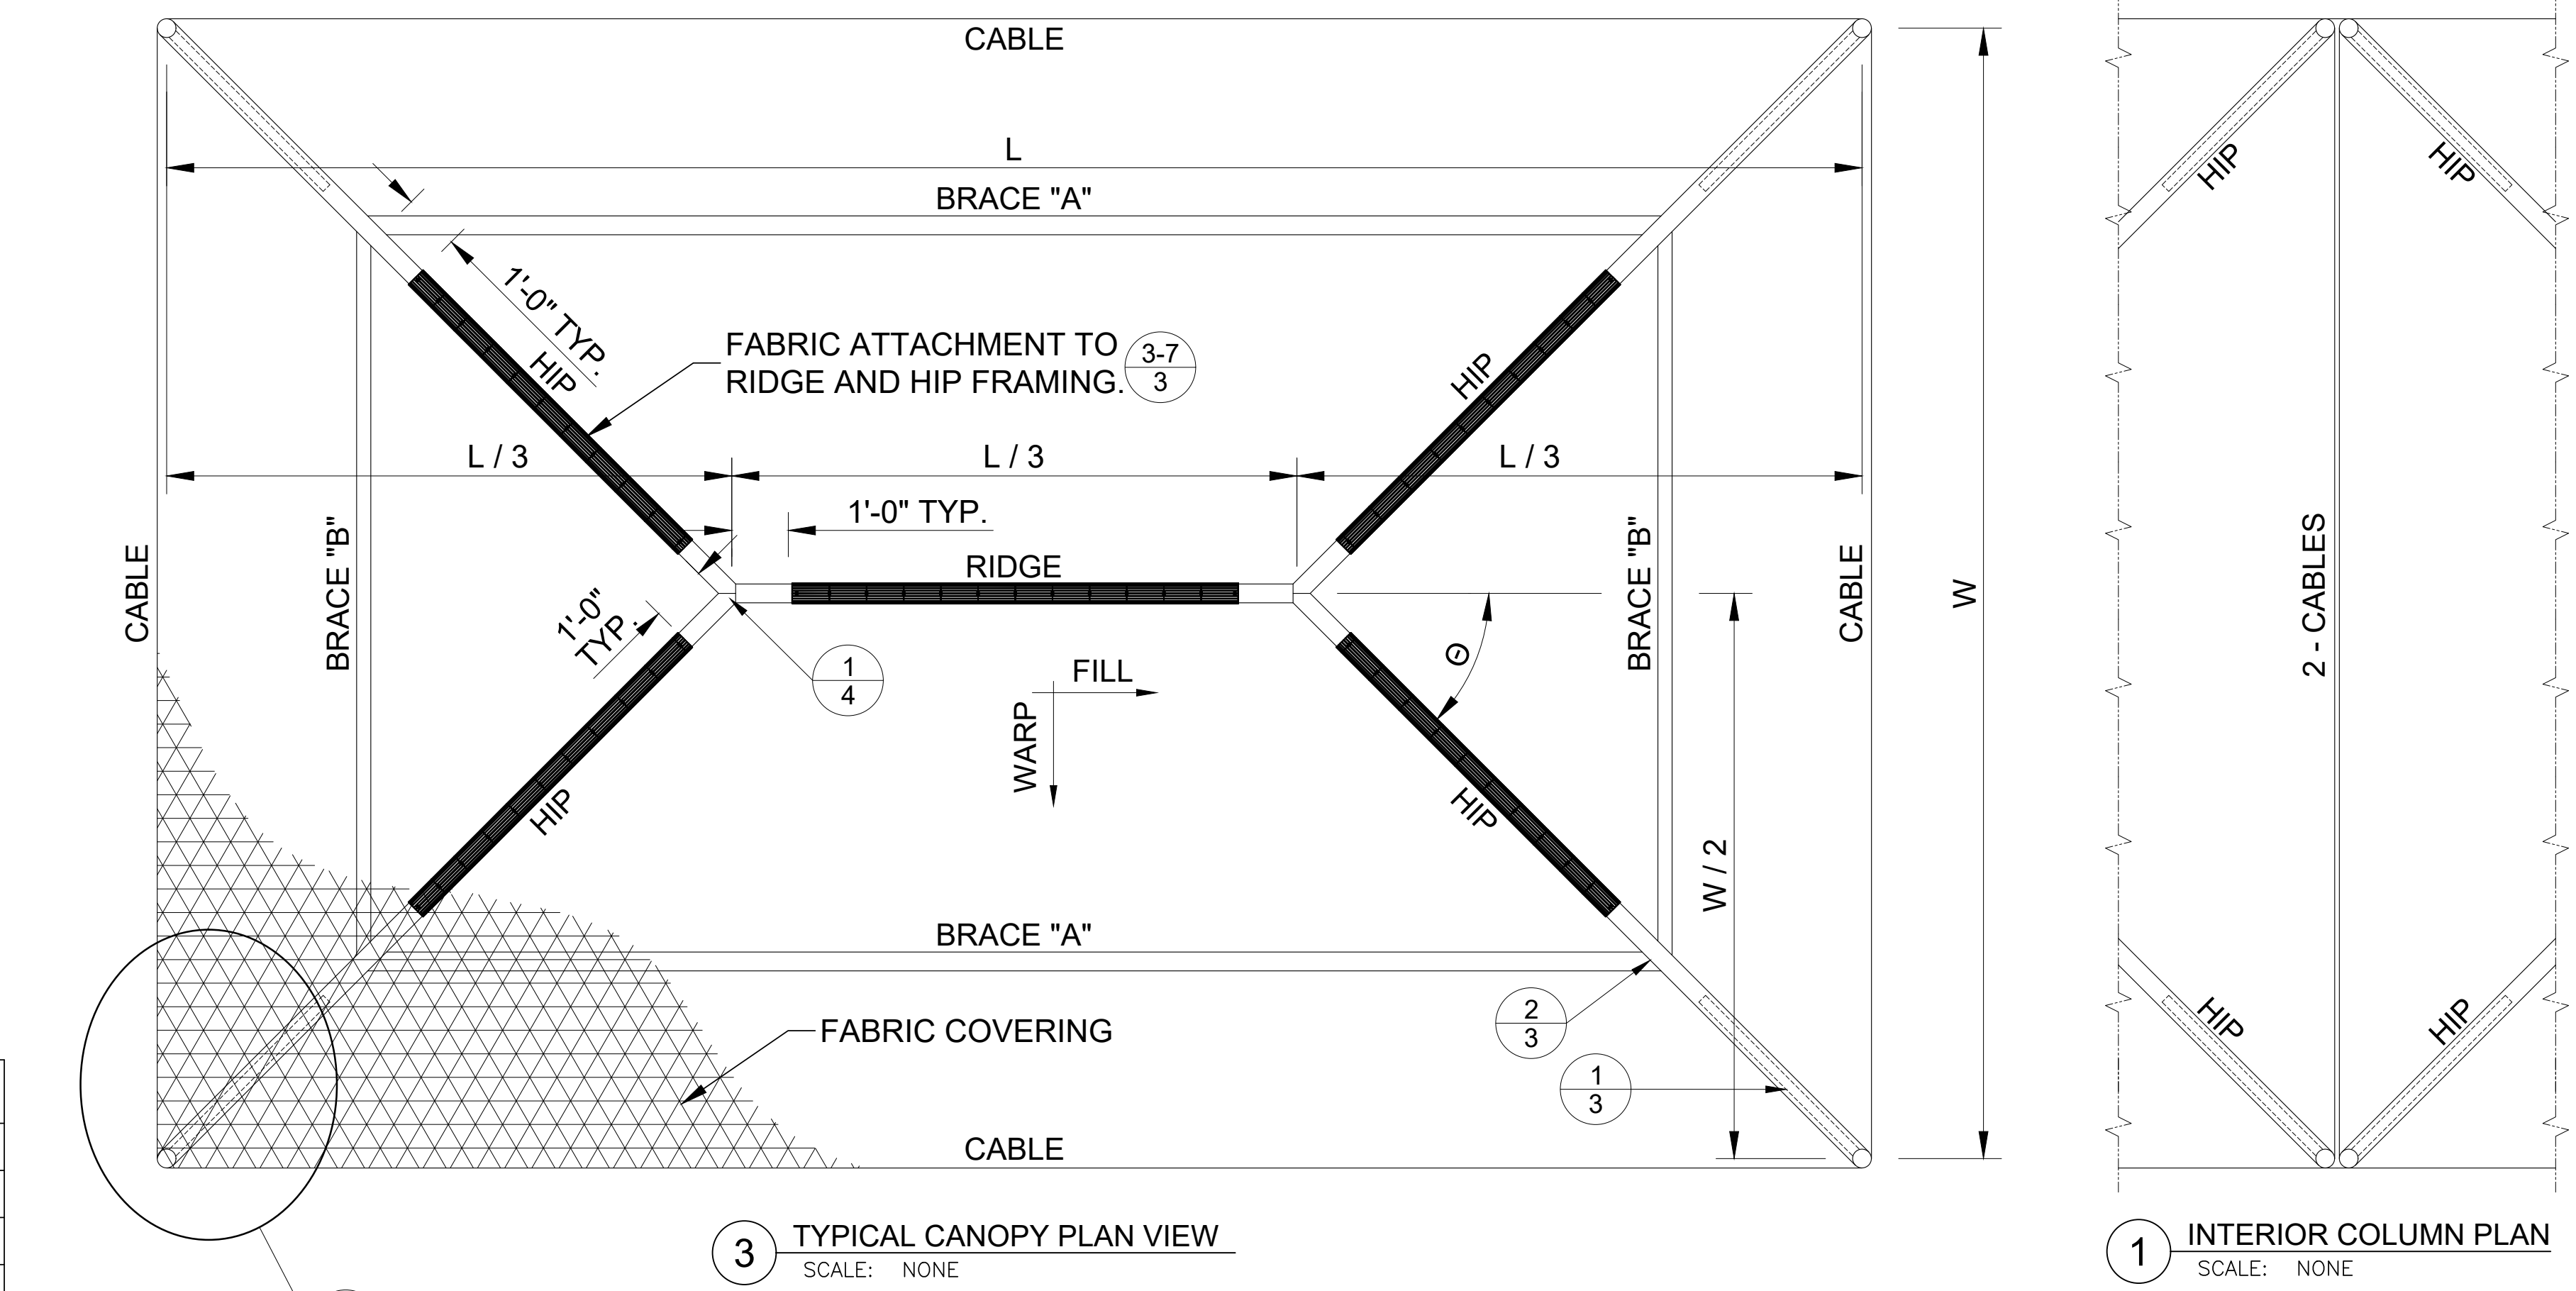 CABLE
L
BRACE "A"
HIP
HIP
1'-0" TYP.
HIP
HIP
FABRIC ATTACHMENT TO
RIDGE AND HIP FRAMING.
3-7
3
HIP
L / 3
L / 3
L / 3
1'-0" TYP.
CABLE
BRACE "B"
RIDGE
BRACE "B"
CABLE
W
2 - CABLES
1'-0"
TYP.
1
4
FILL
WARP
Θ
HIP
HIP
W / 2
BRACE "A"
2
3
FABRIC COVERING
1
3
HIP
HIP
CABLE
3
TYPICAL CANOPY PLAN VIEW
SCALE: NONE
1
INTERIOR COLUMN PLAN
SCALE: NONE